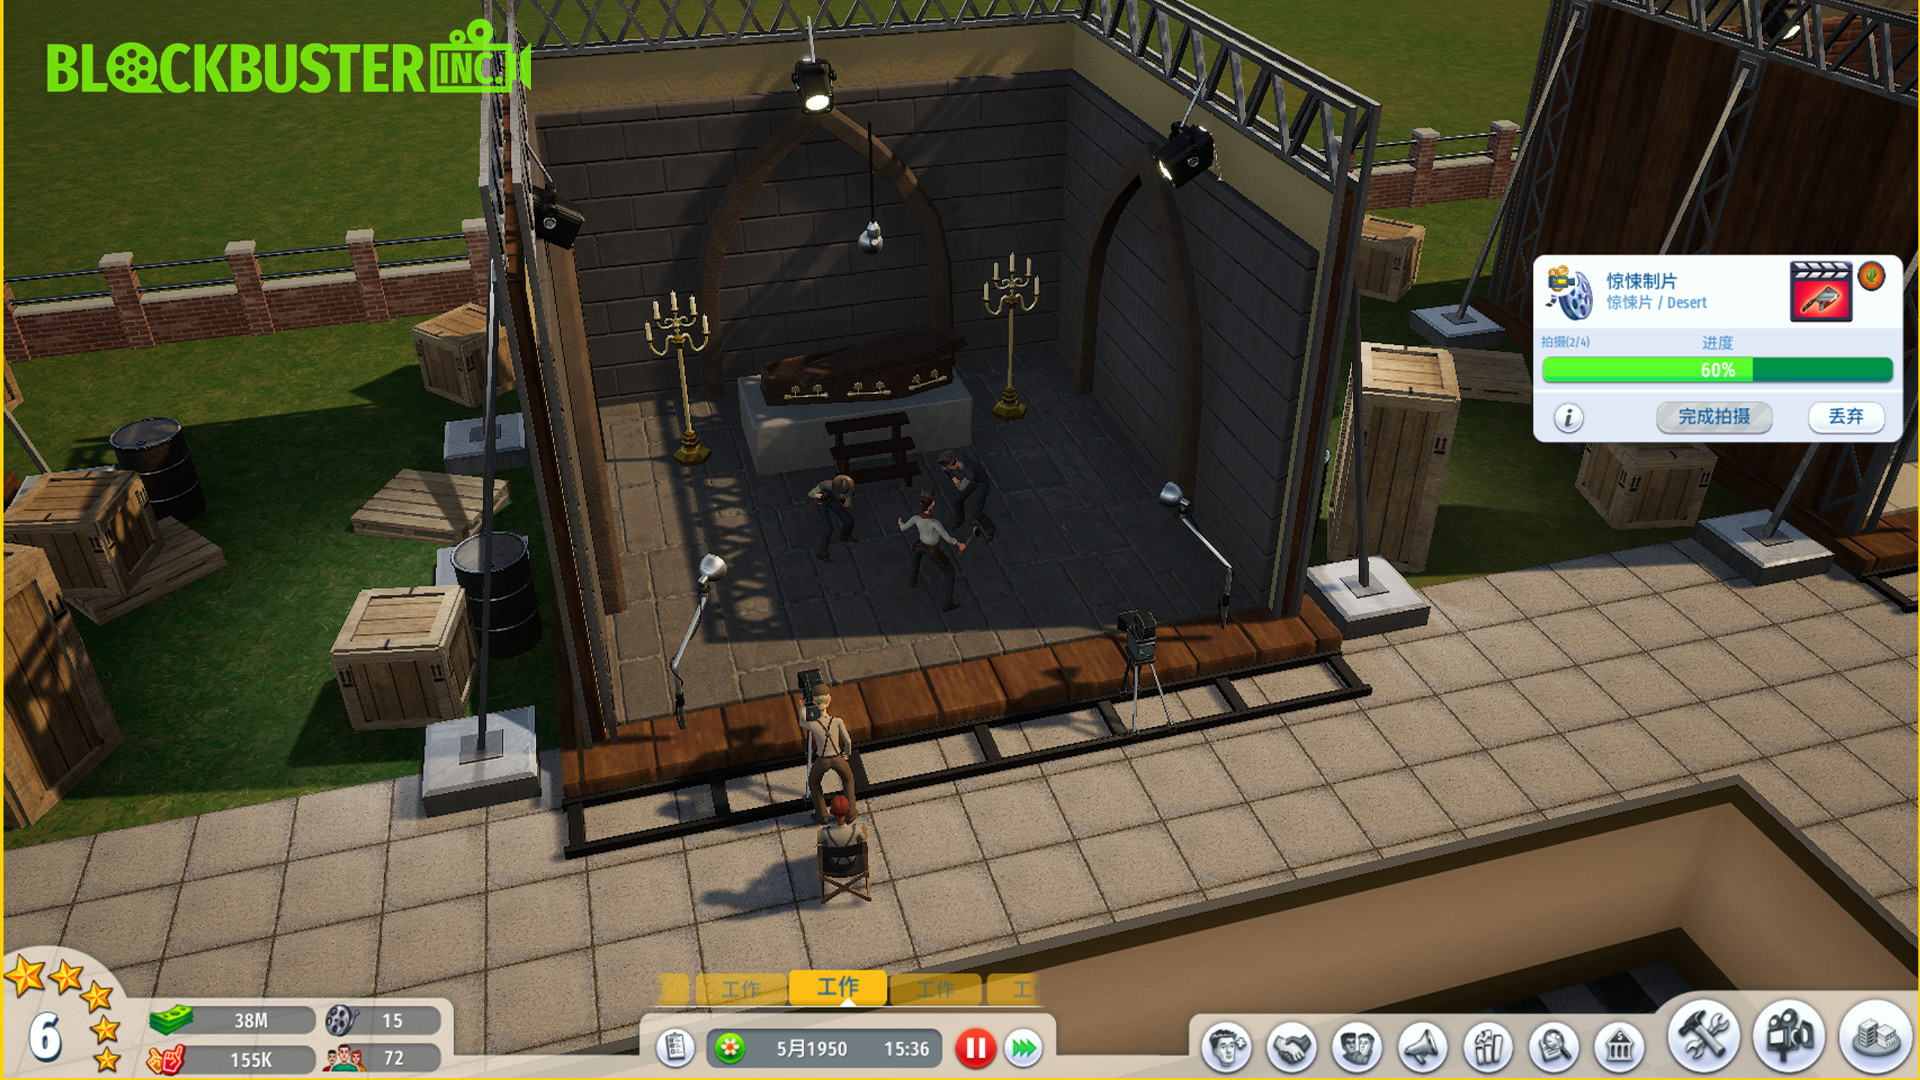 BLOCKBUSTER INC.
惊悚制片
惊悚片 / Desert
拍摄(2/4)
进度
60%
i
完成拍摄
丢弃
工作
工作
工作
工
6
38M
15
155K
72
5月1950
15:36